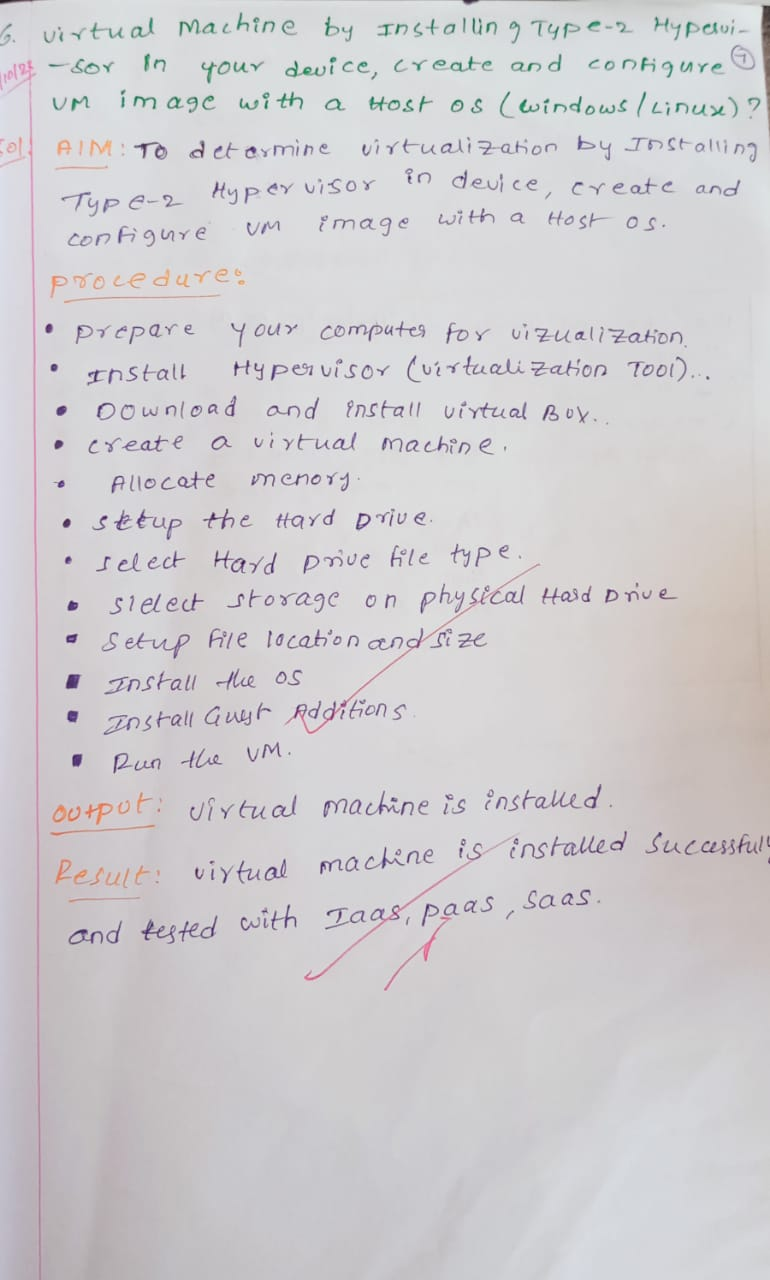 6. virtual Machine by Installing Type-2 Hypervi-
-sor In your device, create and configure
VM image with a Host OS (windows/Linux)?
Sol: AIM: To determine virtualization by Installing
Type-2 Hypervisor in device, create and
configure VM image with a Host OS.
Procedure:
• Prepare your computer for vizualization.
• Install Hypervisor (virtualization Tool)...
• Download and install virtual Box..
• create a virtual machine.
• Allocate menory.
• setup the Hard Drive.
• select Hard Drive file type.
• Slelect storage on physical Hard Drive
• Setup File location and size
• Install the OS
• Install Guest Additions.
• Run the VM.
Output: Virtual machine is installed.
Result: virtual machine is installed Successfully
and tested with Iaas, paas, saas.